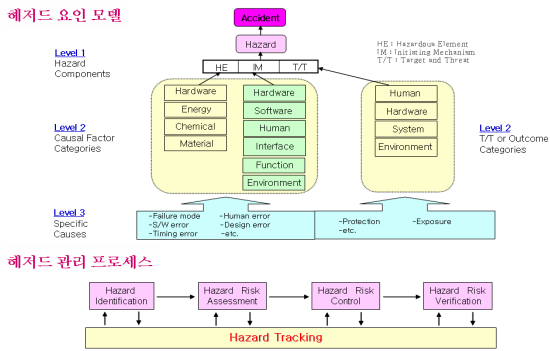 헤저드 요인 모델
Accident
Hazard
HE : Hazardous Element
IM : Initiating Mechanism
T/T : Target and Threat
Level 1
Hazard
Components
HE IM T/T
Hardware
Energy
Chemical
Material
Hardware
Software
Human
Interface
Function
Environment
Human
Hardware
System
Environment
Level 2
Causal Factor
Categories
Level 2
T/T or Outcome
Categories
Level 3
Specific
Causes
-Failure mode
-S/W error
-Timing error
-Human error
-Design error
-etc.
-Protection
-etc.
-Exposure
헤저드 관리 프로세스
Hazard
Identification
Hazard Risk
Assessment
Hazard Risk
Control
Hazard Risk
Verification
Hazard Tracking